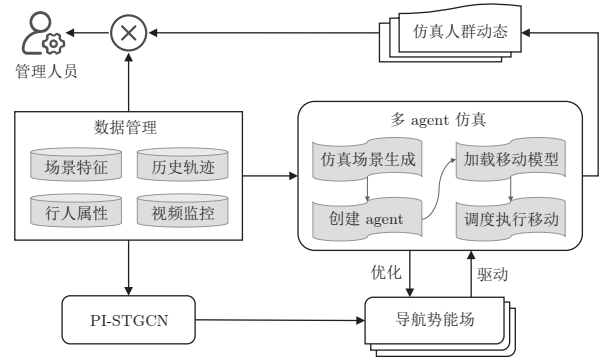 仿真人群动态
管理人员
数据管理
场景特征
历史轨迹
行人属性
视频监控
多 agent 仿真
仿真场景生成
加载移动模型
创建 agent
调度执行移动
优化
驱动
PI-STGCN
导航势能场